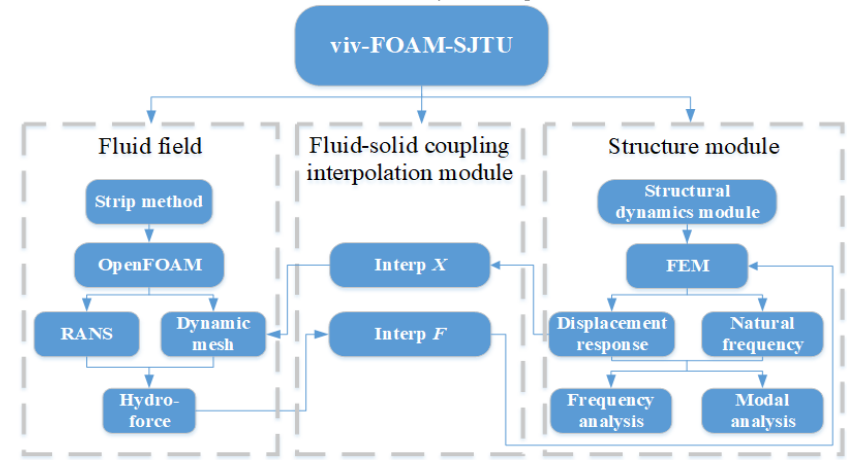 viv-FOAM-SJTU
Fluid field
Strip method
OpenFOAM
RANS
Dynamic
mesh
Hydro-
force
Fluid-solid coupling
interpolation module
Interp X
Interp F
Structure module
Structural
dynamics module
FEM
Displacement
response
Natural
frequency
Frequency
analysis
Modal
analysis